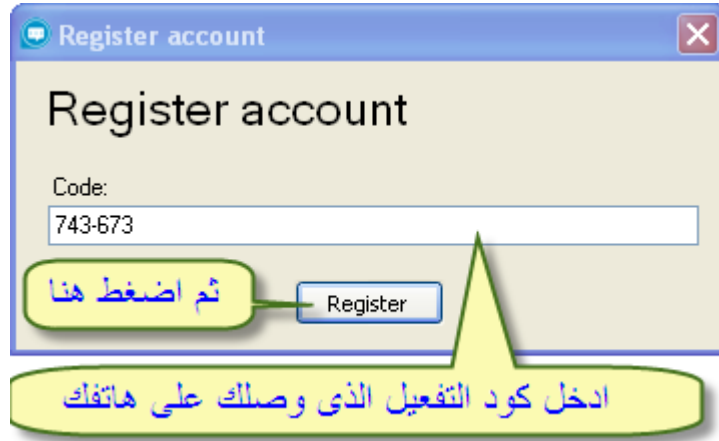 Register account
Register account
Code:
743-673
ثم اضغط هنا
Register
ادخل كود التفعيل الذى وصلك على هاتفك